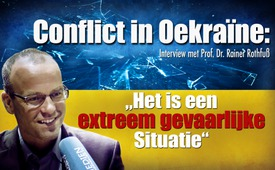 Conflict in Oekraïne:
Interview met Prof. Dr. Rainer Rothfuß
„Het is een
extreem gevaarlijke
Situatie“